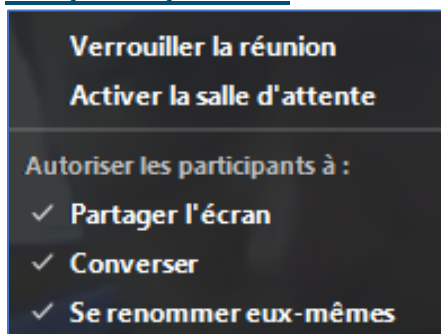 Verrouiller la réunion
Activer la salle d'attente
Autoriser les participants à :
Partager l'écran
Converser
Se renommer eux-mêmes